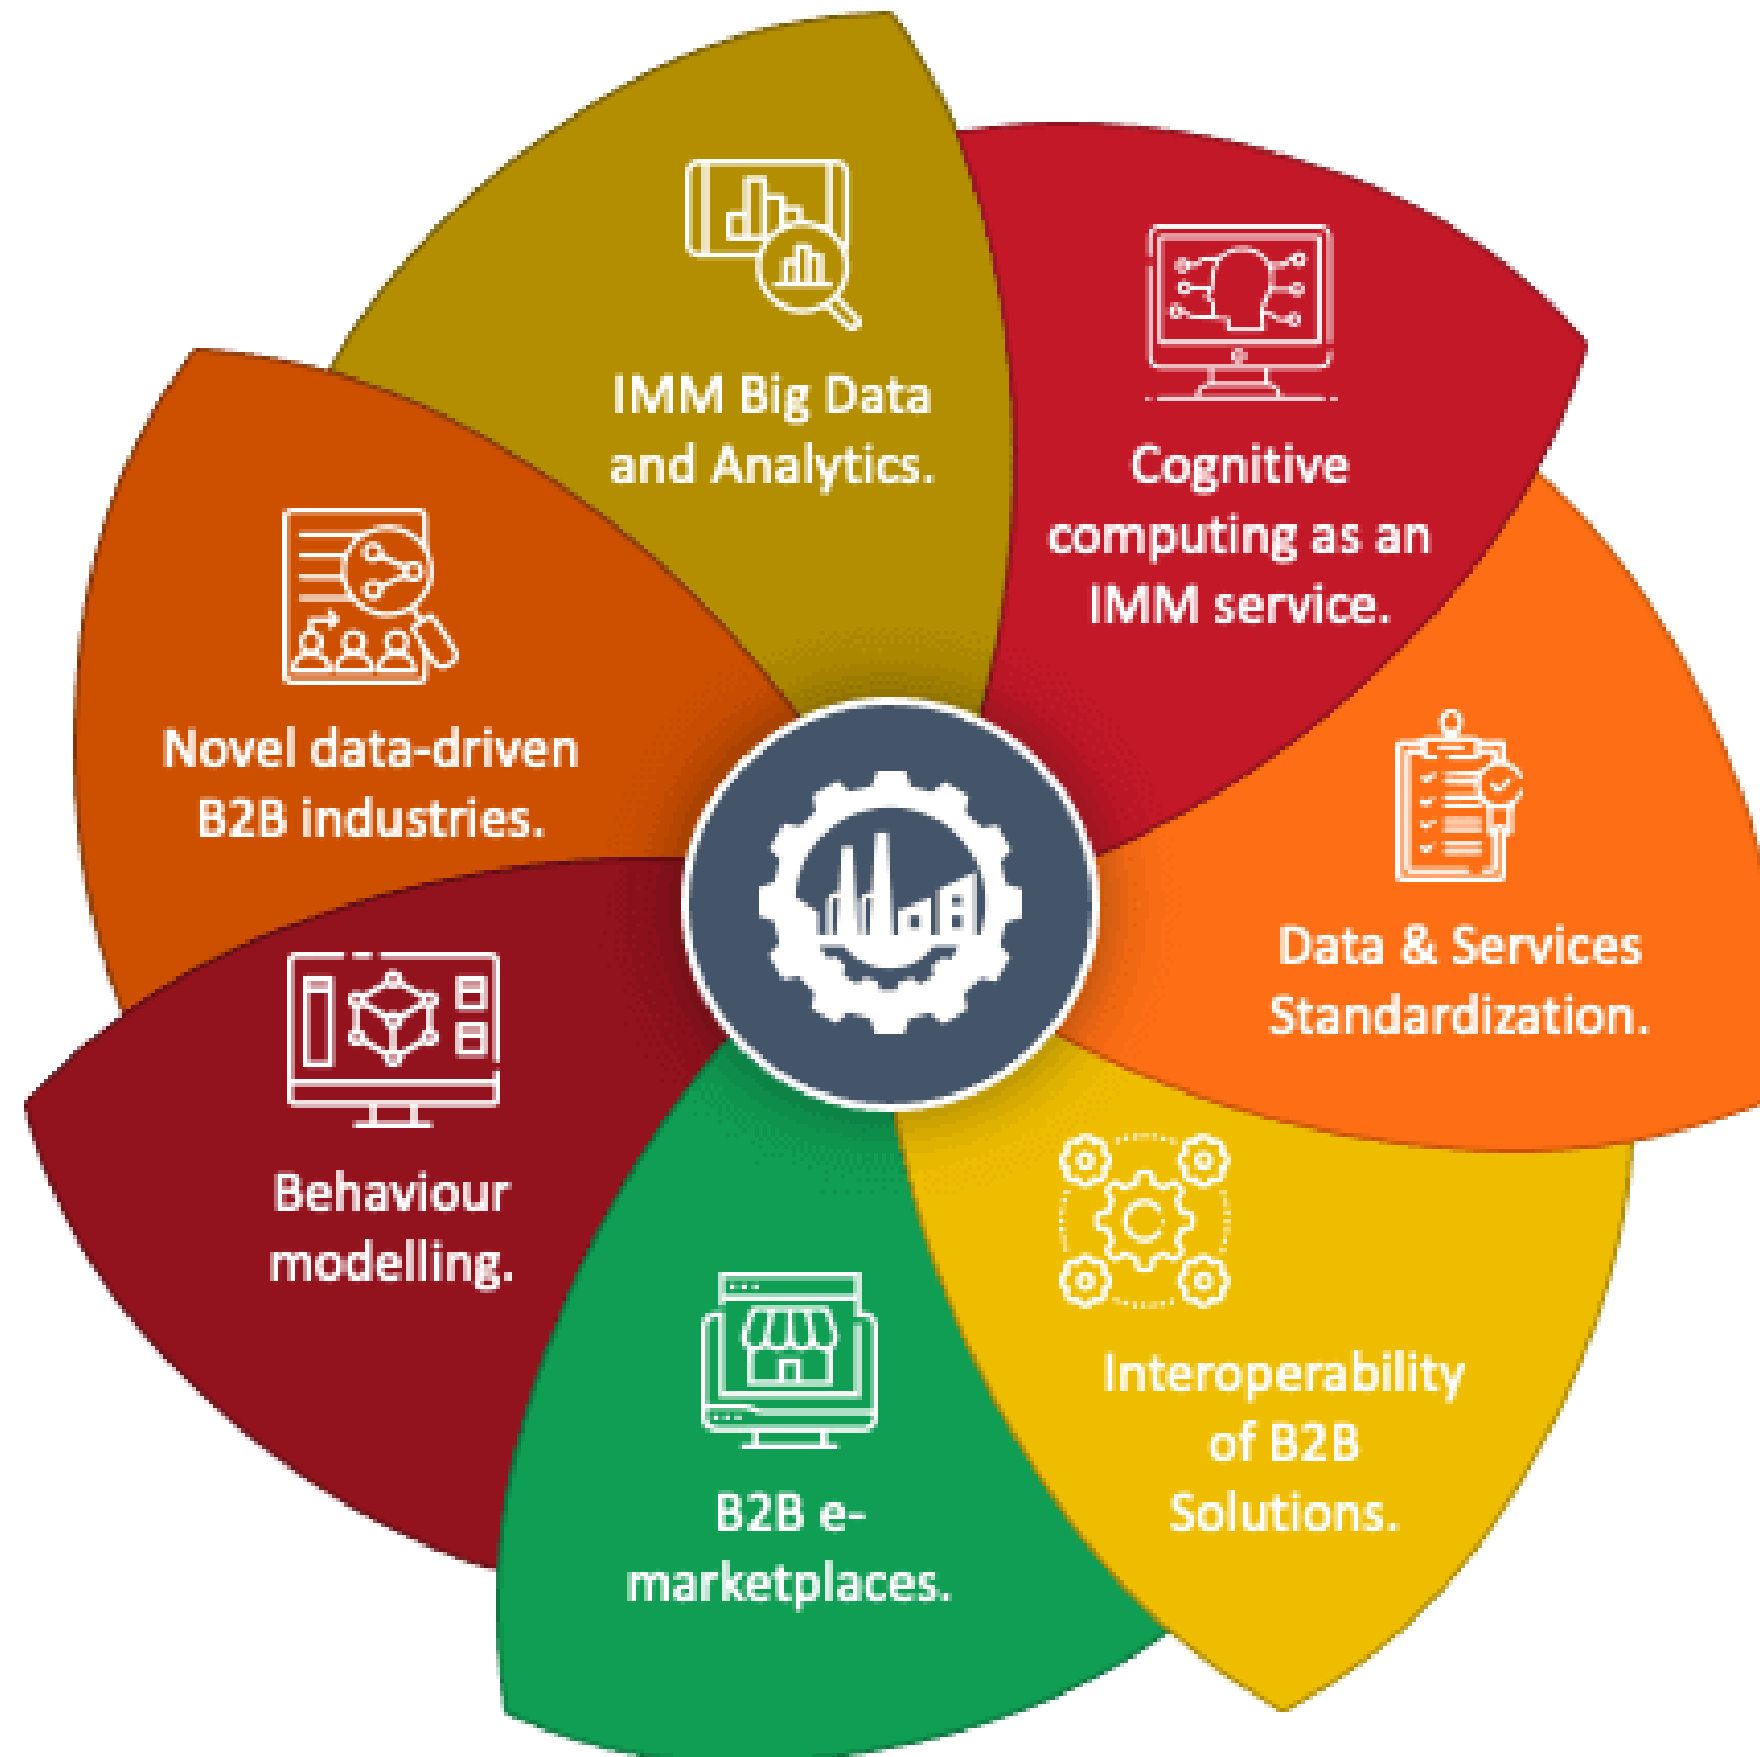 IMM Big Data
and Analytics.
Cognitive
computing as an
IMM service.
Data & Services
Standardization.
Interoperability
of B2B
Solutions.
B2B e-
marketplaces.
Behaviour
modelling.
Novel data-driven
B2B industries.